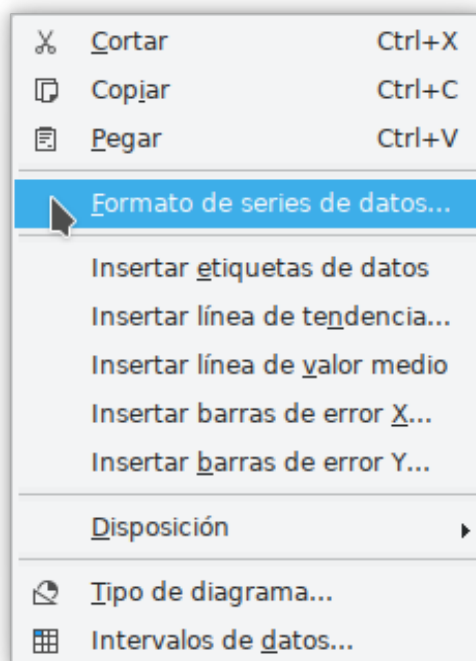 Cortar Ctrl+X
Copiar Ctrl+C
Pegar Ctrl+V
Formato de series de datos...
Insertar etiquetas de datos
Insertar línea de tendencia...
Insertar línea de valor medio
Insertar barras de error X...
Insertar barras de error Y...
Disposición
Tipo de diagrama...
Intervalos de datos...